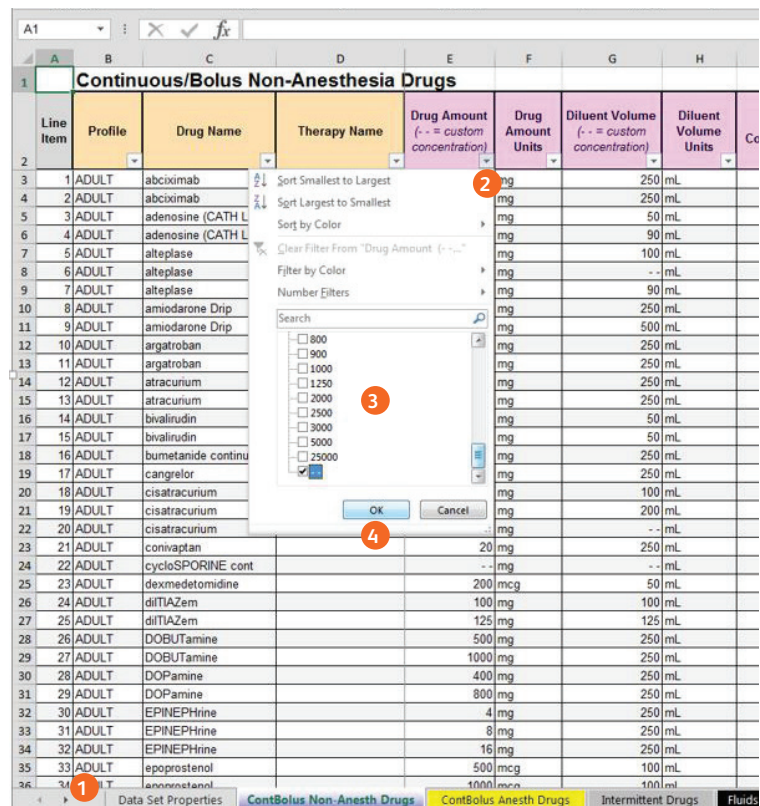 A1 fx
A B C D E F G H
1 Continuous/Bolus Non-Anesthesia Drugs
2 Line Item Profile Drug Name Therapy Name Drug Amount (- - = custom concentration) Drug Amount Units Diluent Volume (- - = custom concentration) Diluent Volume Units Co
3 1 ADULT abciximab mg 250 mL
4 2 ADULT abciximab mg 250 mL
5 3 ADULT adenosine (CATH L mg 50 mL
6 4 ADULT adenosine (CATH L mg 90 mL
7 5 ADULT alteplase mg 100 mL
8 6 ADULT alteplase mg - - mL
9 7 ADULT alteplase mg 90 mL
10 8 ADULT amiodarone Drip mg 250 mL
11 9 ADULT amiodarone Drip mg 500 mL
12 10 ADULT argatroban mg 250 mL
13 11 ADULT argatroban mg 250 mL
14 12 ADULT atracurium mg 250 mL
15 13 ADULT atracurium mg 250 mL
16 14 ADULT bivalirudin mg 50 mL
17 15 ADULT bivalirudin mg 50 mL
18 16 ADULT bumetanide continu mg 250 mL
19 17 ADULT cangrelor mg 250 mL
20 18 ADULT cisatracurium mg 100 mL
21 19 ADULT cisatracurium mg 200 mL
22 20 ADULT cisatracurium mg - - mL
23 21 ADULT conivaptan 20 mg 250 mL
24 22 ADULT cycloSPORINE cont - - mg - - mL
25 23 ADULT dexmedetomidine 200 mcg 50 mL
26 24 ADULT dilTIAZem 100 mg 100 mL
27 25 ADULT dilTIAZem 125 mg 125 mL
28 26 ADULT DOBUTamine 500 mg 250 mL
29 27 ADULT DOBUTamine 1000 mg 250 mL
30 28 ADULT DOPamine 400 mg 250 mL
31 29 ADULT DOPamine 800 mg 250 mL
32 30 ADULT EPINEPHrine 4 mg 250 mL
33 31 ADULT EPINEPHrine 8 mg 250 mL
34 32 ADULT EPINEPHrine 16 mg 250 mL
35 33 ADULT epoprostenol 500 mcg 100 mL
36 34 epoprostenol 1000 mcg 100 mL
Sort Smallest to Largest
2
Sort Largest to Smallest
Sort by Color
Clear Filter From "Drug Amount (- -..."
Filter by Color
Number Filters
Search
800
900
1000
1250
2000
2500
3000
5000
25000
- -
3
OK Cancel
4
1
Data Set Properties ContBolus Non-Anesth Drugs ContBolus Anesth Drugs Intermittent Drugs Fluids